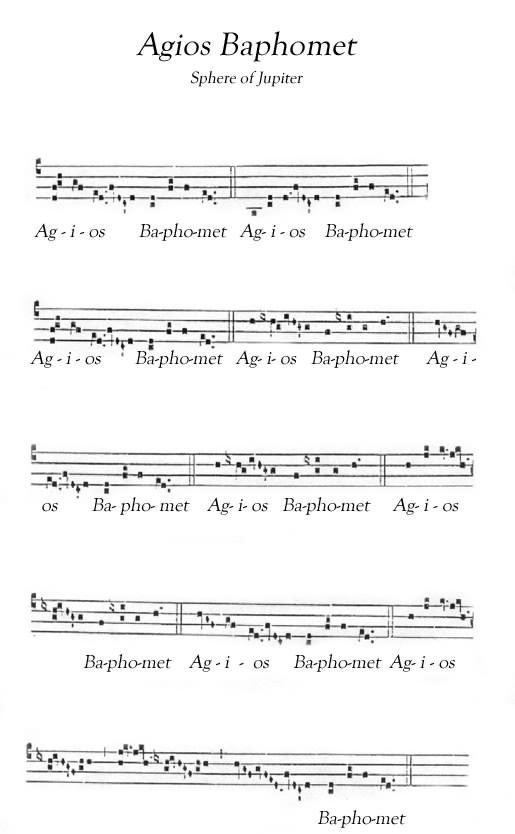 Agios Baphomet
Sphere of Jupiter
Ag - i - os Ba-pho-met Ag - i - os Ba-pho-met
Ag - i - os Ba-pho-met Ag-i- os Ba-pho-met Ag - i -
os Ba- pho- met Ag-i- os Ba-pho-met Ag- i - os
Ba-pho-met Ag - i - os Ba-pho-met Ag- i - os
Ba-pho-met